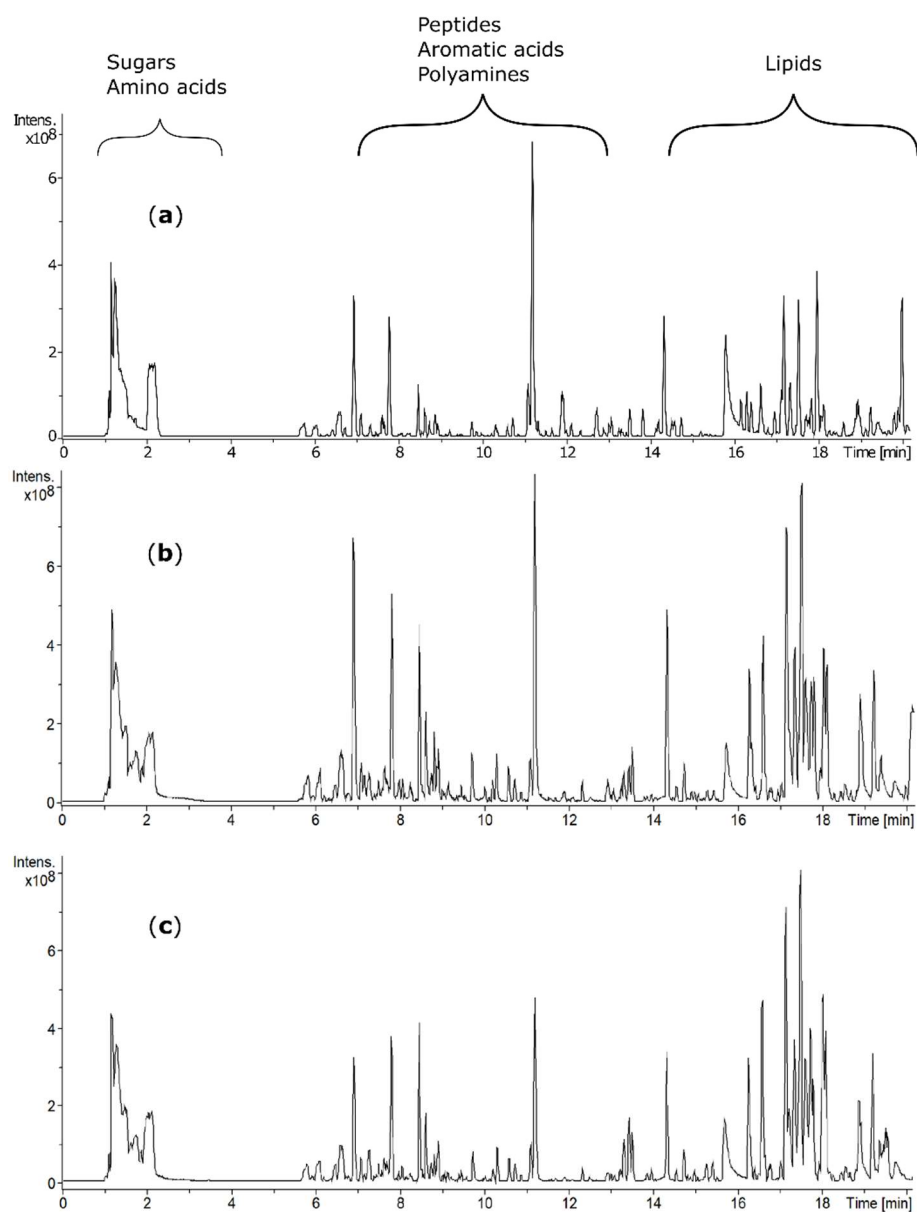 Sugars
Amino acids
Peptides
Aromatic acids
Polyamines
Lipids
Intens.
x10⁸
6
4
2
0
(a)
0 2 4 6 8 10 12 14 16 18 Time [min]
Intens.
x10⁸
6
4
2
0
(b)
0 2 4 6 8 10 12 14 16 18 Time [min]
Intens.
x10⁸
6
4
2
0
(c)
0 2 4 6 8 10 12 14 16 18 Time [min]